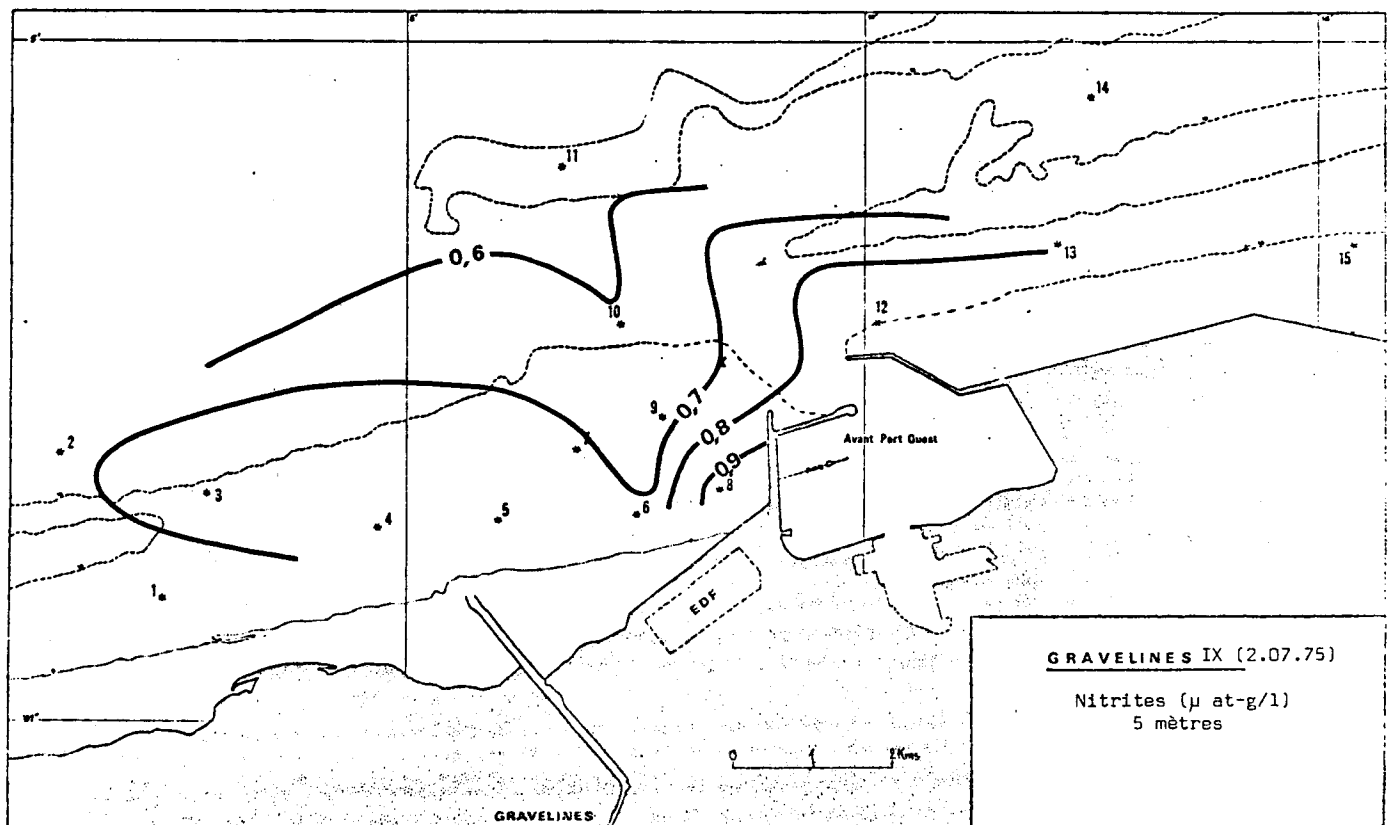 14
11
0,6
13
15
10
12
0,7
9
0,8
2
Avant Port Ouest
0,9
8
3
5
6
4
1
EDF
GRAVELINES IX (2.07.75)
Nitrites (µ at-g/l)
5 mètres
0 1 2 Kms
GRAVELINES